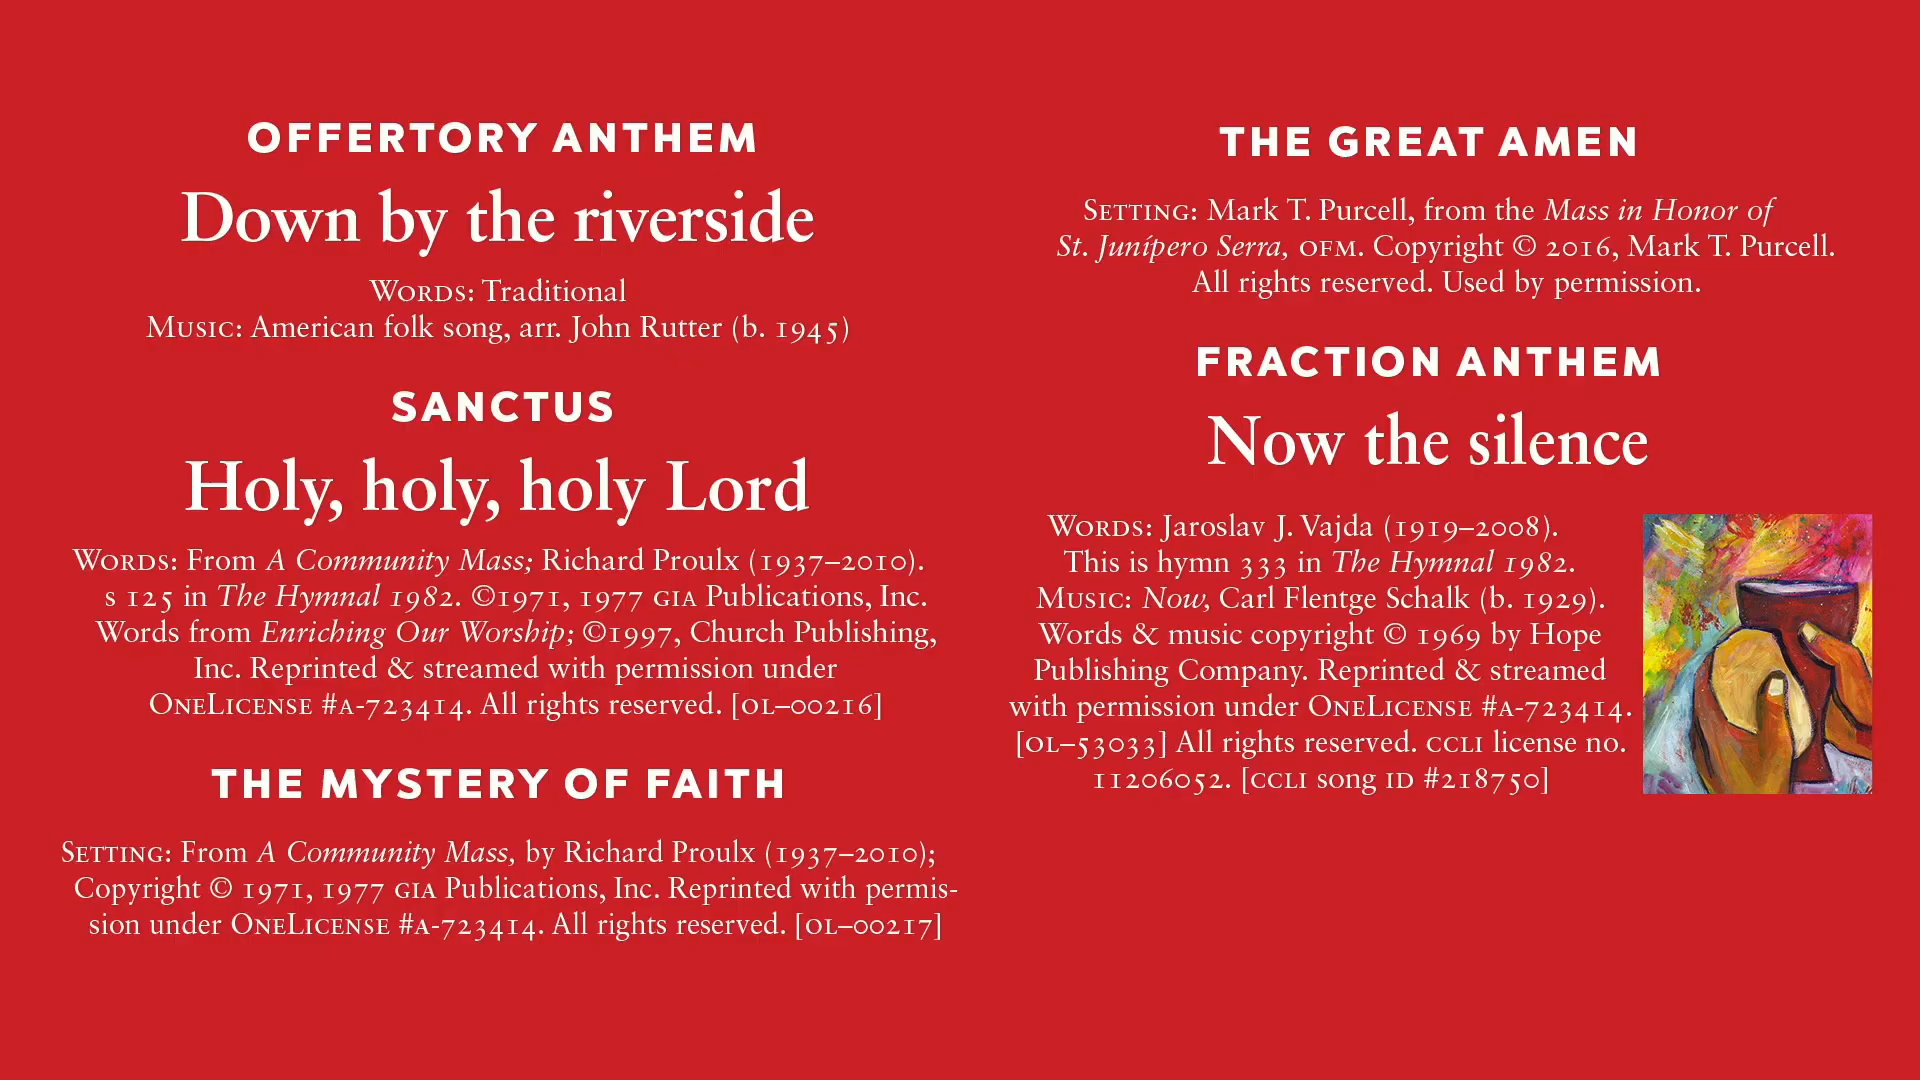 OFFERTORY ANTHEM
Down by the riverside
WORDS: Traditional
MUSIC: American folk song, arr. John Rutter (b. 1945)
SANCTUS
Holy, holy, holy Lord
WORDS: From A Community Mass; Richard Proulx (1937–2010).
S 125 in The Hymnal 1982. ©1971, 1977 GIA Publications, Inc.
Words from Enriching Our Worship; ©1997, Church Publishing,
Inc. Reprinted & streamed with permission under
ONELICENSE #A-723414. All rights reserved. [OL–00216]
THE MYSTERY OF FAITH
SETTING: From A Community Mass, by Richard Proulx (1937–2010);
Copyright © 1971, 1977 GIA Publications, Inc. Reprinted with permis-
sion under ONELICENSE #A-723414. All rights reserved. [OL–00217]
THE GREAT AMEN
SETTING: Mark T. Purcell, from the Mass in Honor of
St. Junípero Serra, OFM. Copyright © 2016, Mark T. Purcell.
All rights reserved. Used by permission.
FRACTION ANTHEM
Now the silence
WORDS: Jaroslav J. Vajda (1919–2008).
This is hymn 333 in The Hymnal 1982.
MUSIC: Now, Carl Flentge Schalk (b. 1929).
Words & music copyright © 1969 by Hope
Publishing Company. Reprinted & streamed
with permission under ONELICENSE #A-723414.
[OL–53033] All rights reserved. CCLI license no.
11206052. [CCLI song ID #218750]